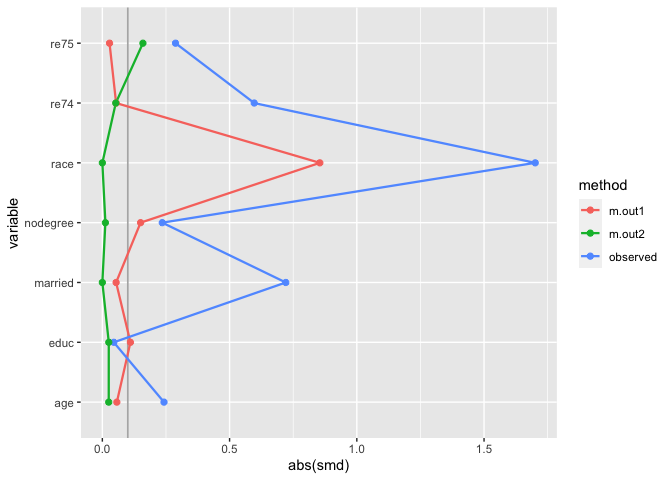 re75
re74
race
nodegree
married
educ
age
variable
0.0 0.5 1.0 1.5
abs(smd)
method
m.out1
m.out2
observed